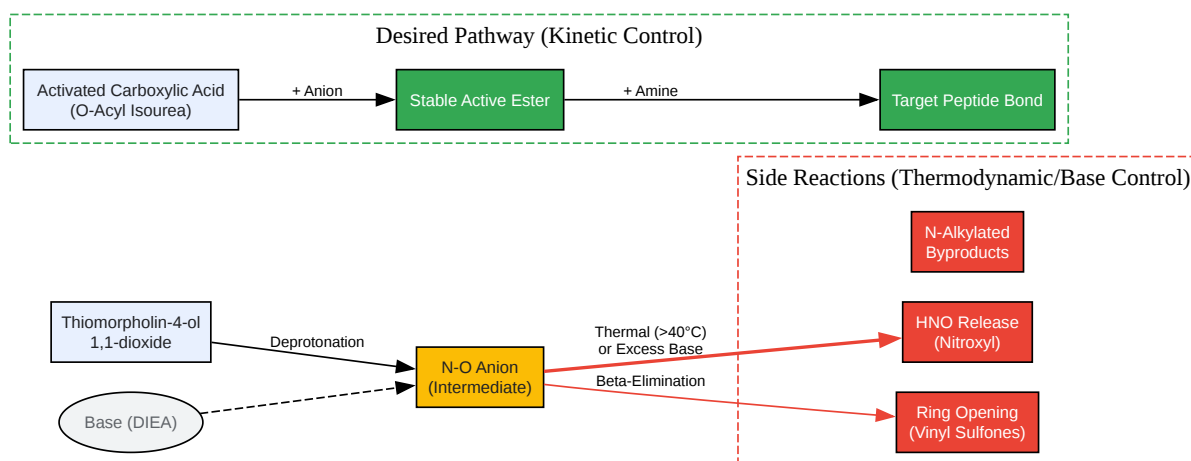 Desired Pathway (Kinetic Control)
Activated Carboxylic Acid
(O-Acyl Isourea)
+ Anion
Stable Active Ester
+ Amine
Target Peptide Bond
Side Reactions (Thermodynamic/Base Control)
N-Alkylated
Byproducts
Thiomorpholin-4-ol
1,1-dioxide
Deprotonation
Base (DIEA)
N-O Anion
(Intermediate)
Thermal (>40°C)
or Excess Base
Beta-Elimination
HNO Release
(Nitroxyl)
Ring Opening
(Vinyl Sulfones)